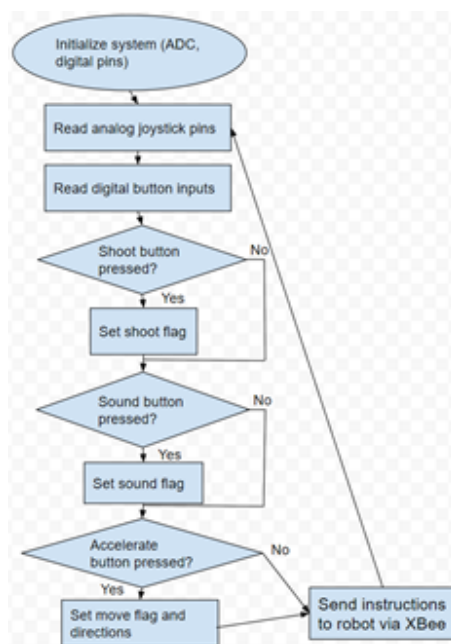 Initialize system (ADC,
digital pins)
Read analog joystick pins
Read digital button inputs
Shoot button
pressed?
No
Yes
Set shoot flag
Sound button
pressed?
No
Yes
Set sound flag
Accelerate
button pressed?
No
Yes
Set move flag and
directions
Send instructions
to robot via XBee